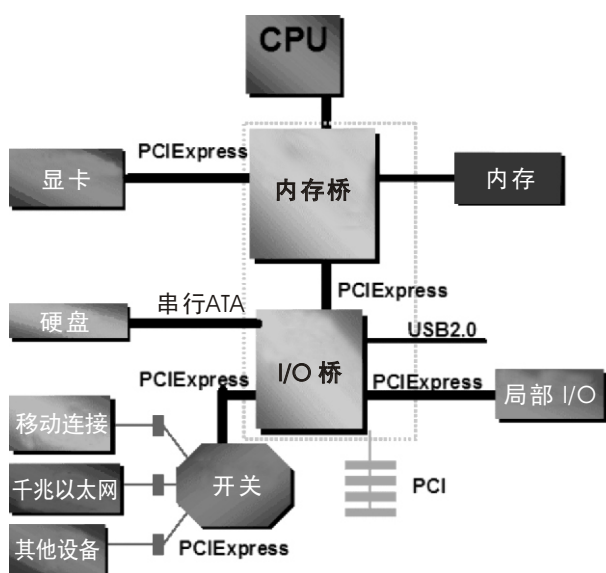 CPU
PCIExpress
显卡
内存桥
内存
PCIExpress
串行ATA
硬盘
USB2.0
I/O 桥
PCIExpress
PCIExpress
局部 I/O
移动连接
千兆以太网
开关
PCI
其他设备
PCIExpress